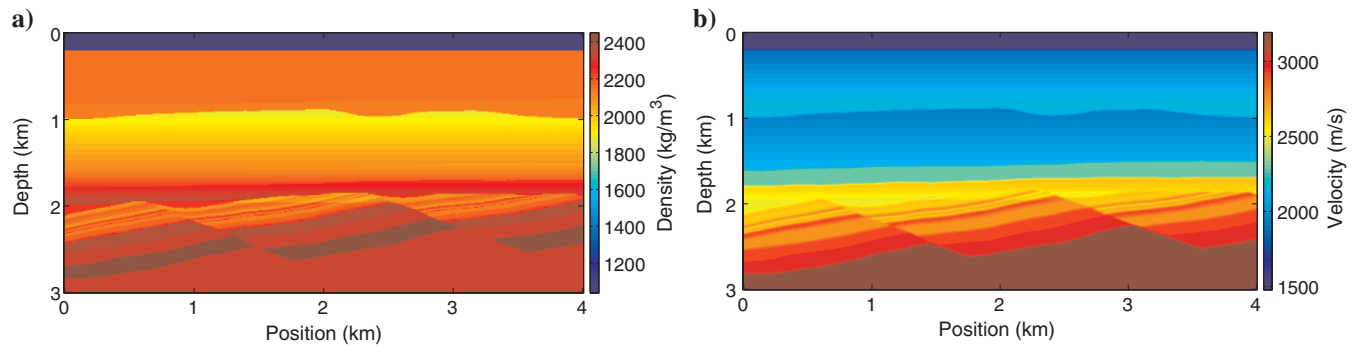 a)
0
1
2
3
Depth (km)
0 1 2 3 4
Position (km)
2400
2200
2000
1800
1600
1400
1200
Density (kg/m³)
b)
0
1
2
3
Depth (km)
0 1 2 3 4
Position (km)
3000
2500
2000
1500
Velocity (m/s)